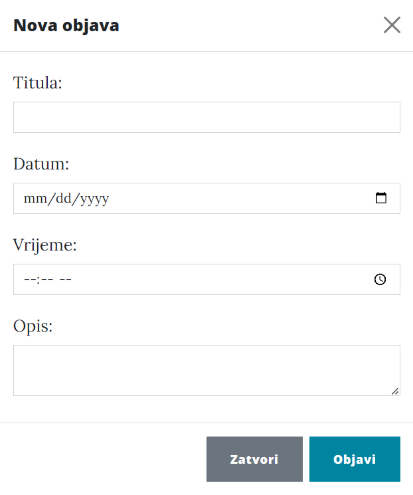 Nova objava
Titula:
Datum:
mm/dd/yyyy
Vrijeme:
--:-- --
Opis:
Zatvori
Objavi